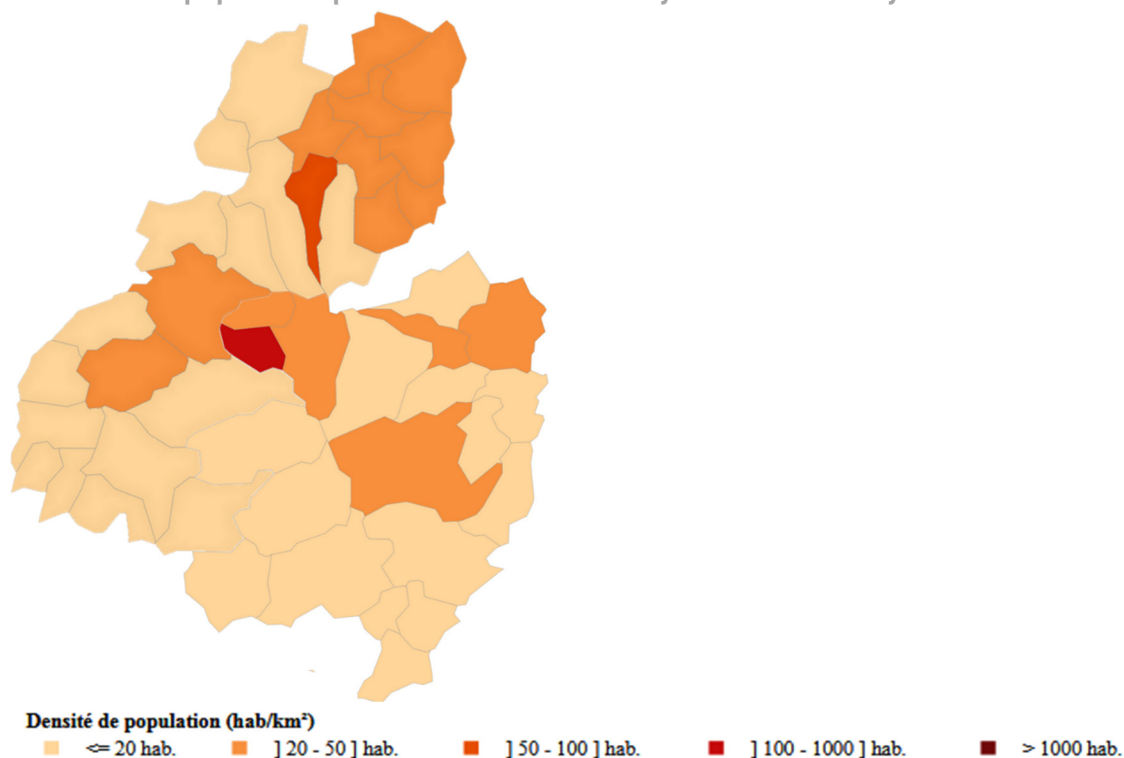 Densité de population (hab/km²)
<= 20 hab. ] 20 - 50 ] hab. ] 50 - 100 ] hab. ] 100 - 1000 ] hab. > 1000 hab.